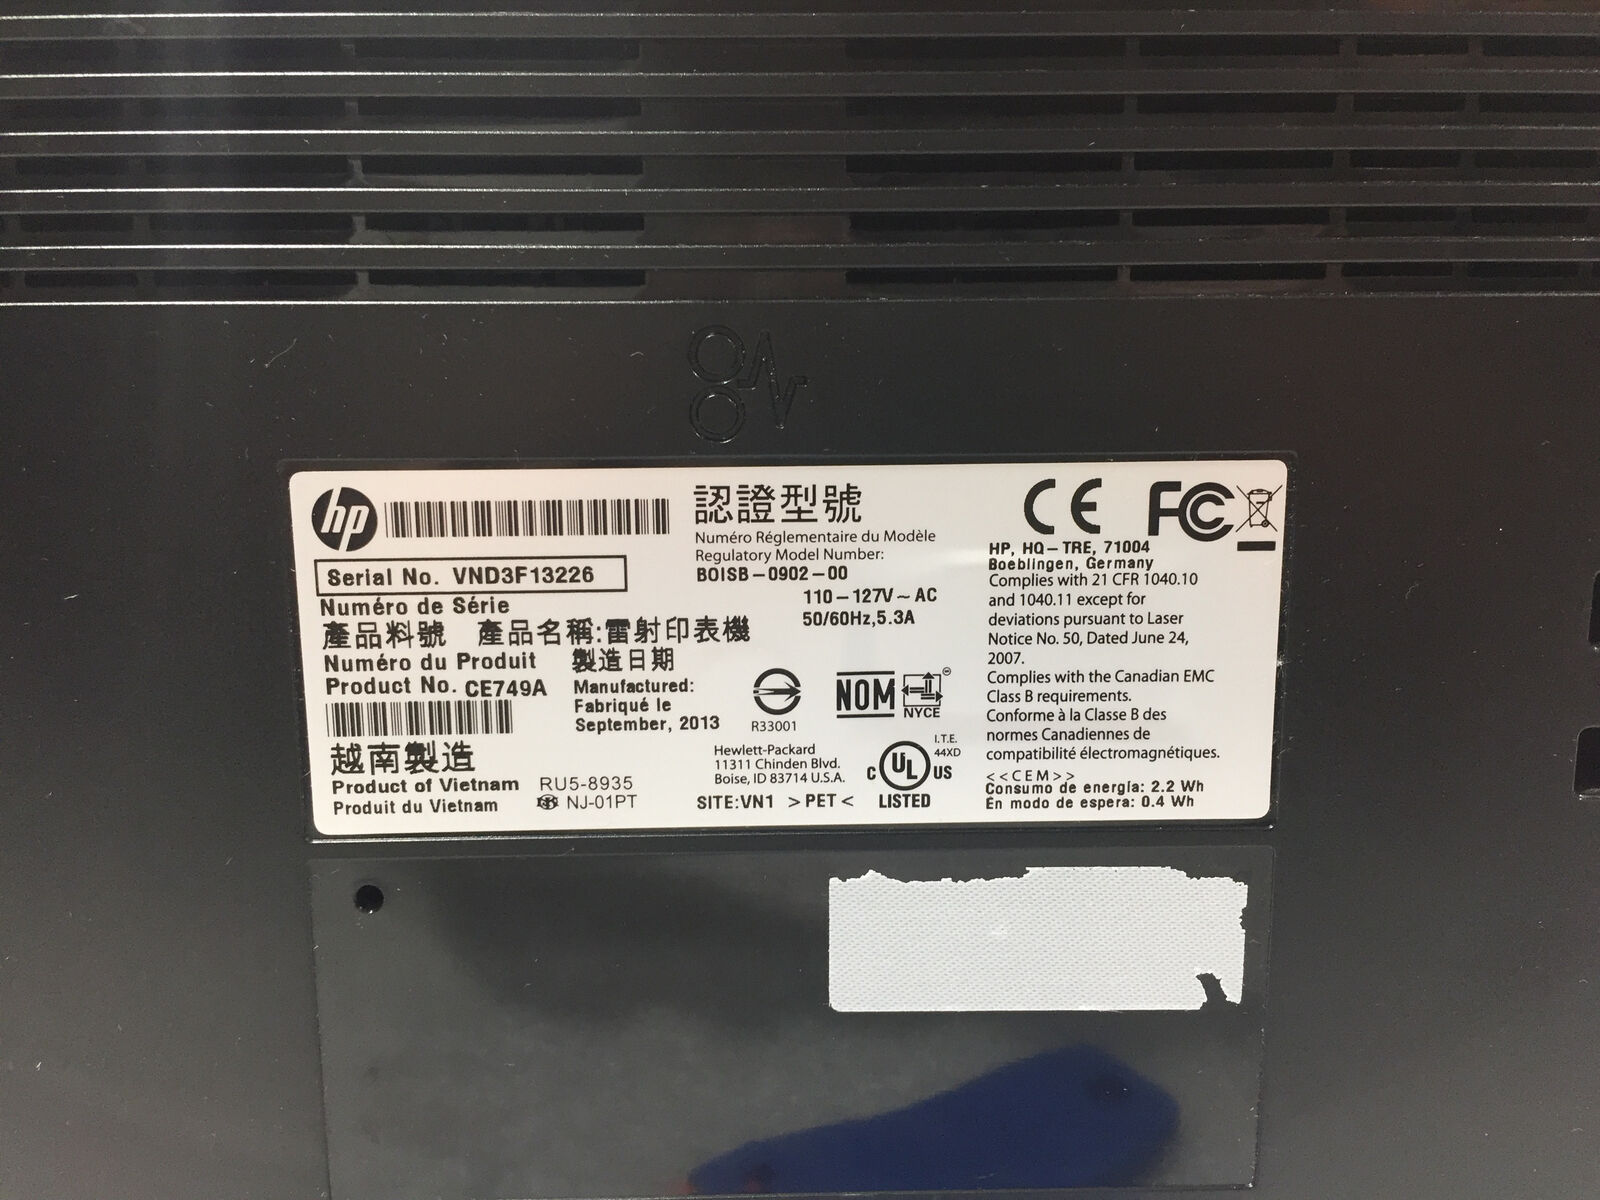 hp
Serial No. VND3F13226
Numéro de Série
產品料號 產品名稱:雷射印表機
Numéro du Produit
Product No. CE749A
製造日期
Manufactured:
Fabriqué le
September, 2013
越南製造
Product of Vietnam
Produit du Vietnam
RU5-8935
NJ-01PT
認證型號
Numéro Réglementaire du Modèle
Regulatory Model Number:
BOISB-0902-00
110-127V~AC
50/60Hz,5.3A
R33001
NOM
NYCE
Hewlett-Packard
11311 Chinden Blvd.
Boise, ID 83714 U.S.A.
SITE:VN1 >PET<
I.T.E.
44XD
C UL US
LISTED
CE FC
HP, HQ-TRE, 71004
Boeblingen, Germany
Complies with 21 CFR 1040.10
and 1040.11 except for
deviations pursuant to Laser
Notice No. 50, Dated June 24,
2007.
Complies with the Canadian EMC
Class B requirements.
Conforme à la Classe B des
normes Canadiennes de
compatibilité électromagnétiques.
<<CEM>>
Consumo de energía: 2.2 Wh
En modo de espera: 0.4 Wh